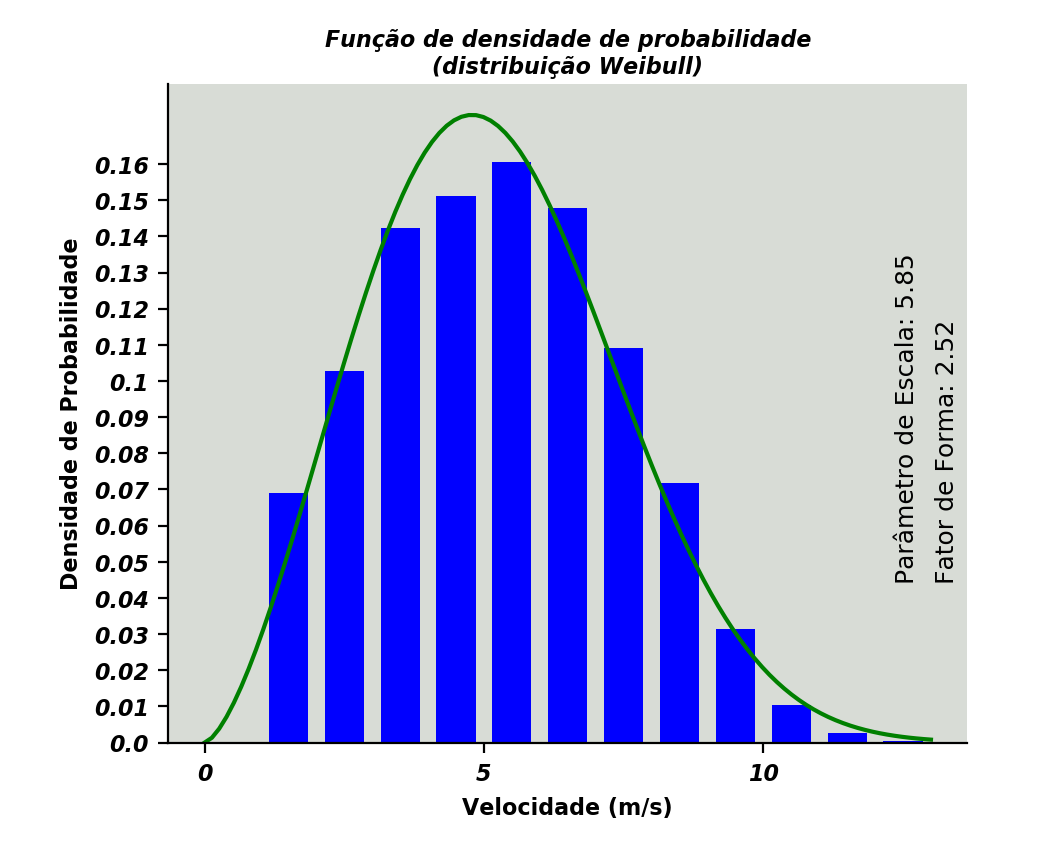 Função de densidade de probabilidade
(distribuição Weibull)
Densidade de Probabilidade
0.16
0.15
0.14
0.13
0.12
0.11
0.1
0.09
0.08
0.07
0.06
0.05
0.04
0.03
0.02
0.01
0.0
0 5 10
Velocidade (m/s)
Parâmetro de Escala: 5.85
Fator de Forma: 2.52